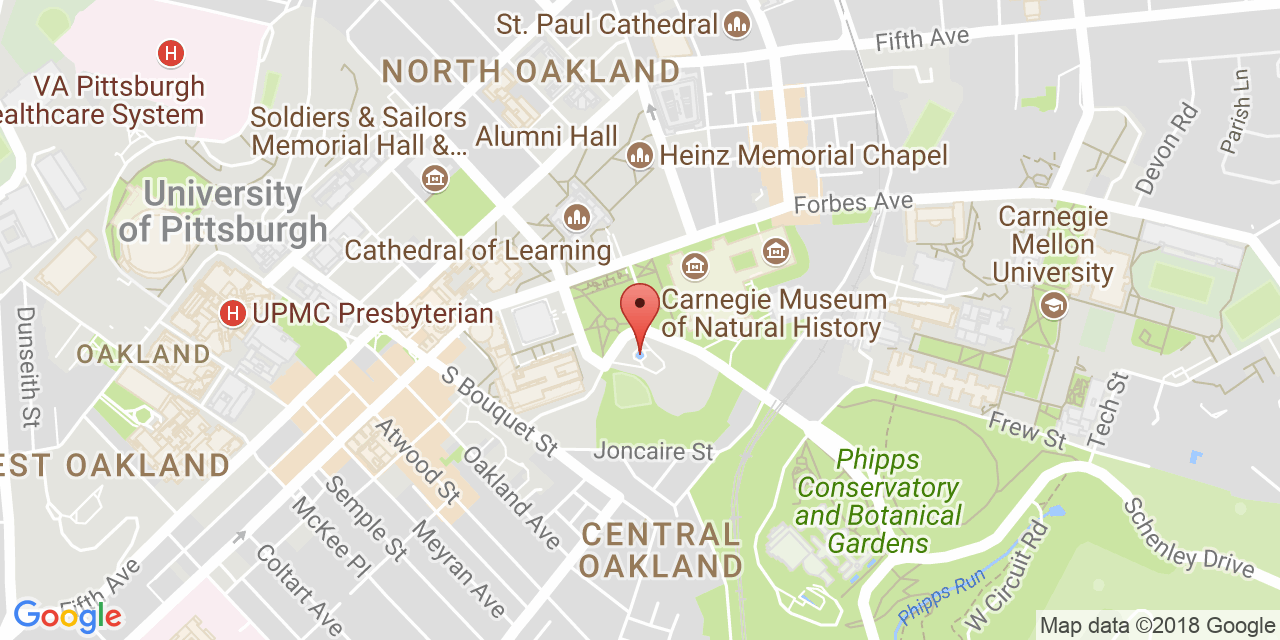 St. Paul Cathedral
Fifth Ave
H
VA Pittsburgh
ealthcare System
NORTH OAKLAND
Parish Ln
Devon Rd
Soldiers & Sailors
Memorial Hall &...
Alumni Hall
Heinz Memorial Chapel
University
of Pittsburgh
Forbes Ave
Cathedral of Learning
Carnegie
Mellon
University
H
UPMC Presbyterian
Carnegie Museum
of Natural History
Dunseith St
OAKLAND
S Bouquet St
Tech St
Frew St
Atwood St
Joncaire St
EST OAKLAND
Oakland Ave
Phipps
Conservatory
and Botanical
Gardens
Semple St
McKee Pl
Meyran Ave
CENTRAL
OAKLAND
Schenley Drive
Coltart Ave
Fifth Ave
Phipps Run
W Circuit Rd
Google
Map data ©2018 Google